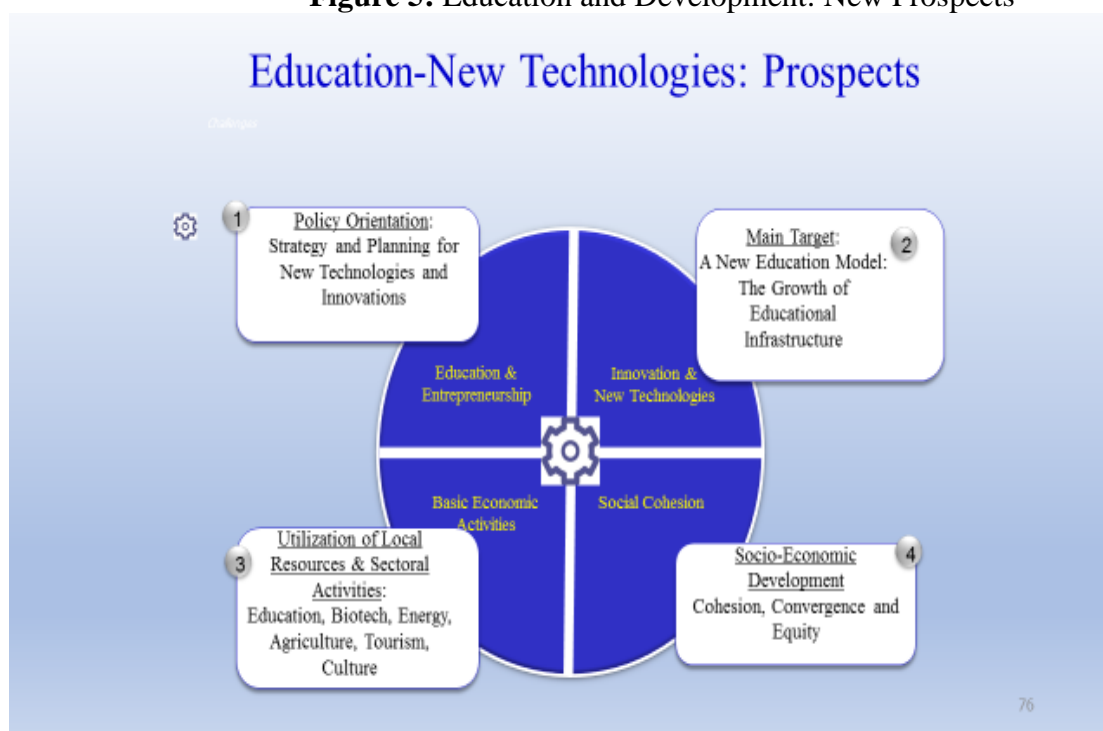 Figure 5: Education and Development: New Prospects
Education-New Technologies: Prospects
Challenges
1
Policy Orientation:
Strategy and Planning for
New Technologies and
Innovations
2
Main Target:
A New Education Model:
The Growth of
Educational
Infrastructure
Education &
Entrepreneurship
Innovation &
New Technologies
Basic Economic
Activities
Social Cohesion
3
Utilization of Local
Resources & Sectoral
Activities:
Education, Biotech, Energy,
Agriculture, Tourism,
Culture
4
Socio-Economic
Development
Cohesion, Convergence and
Equity
76